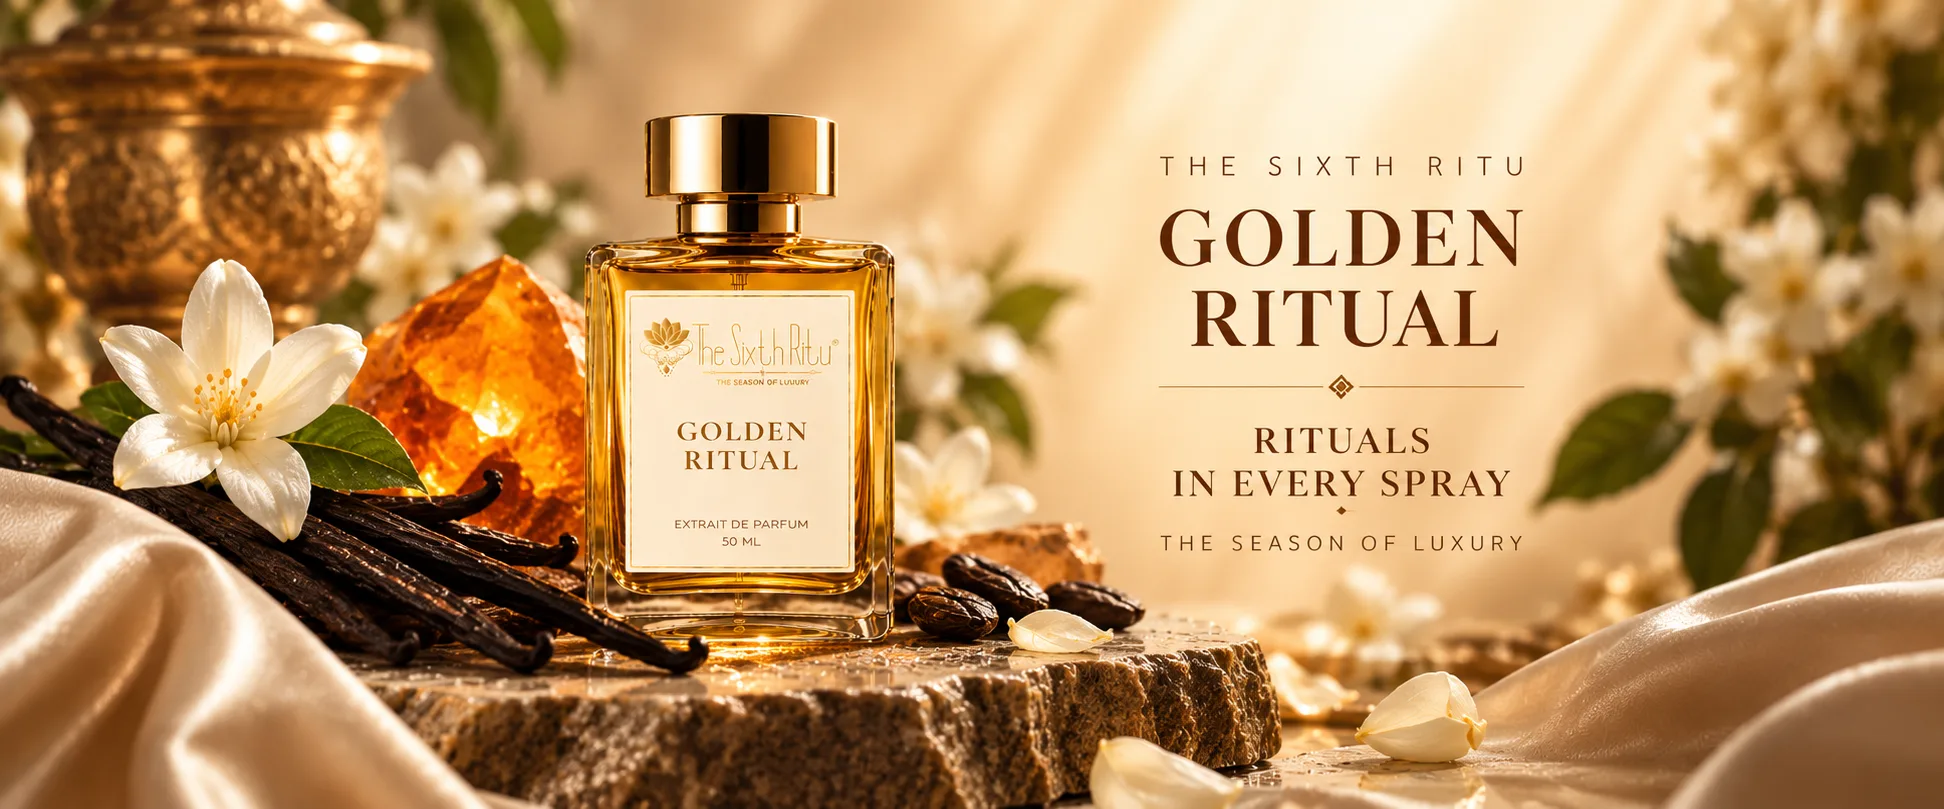 The Sixth Ritu®
THE SEASON OF LUXURY
GOLDEN
RITUAL
EXTRAIT DE PARFUM
50 ML
THE SIXTH RITU
GOLDEN
RITUAL
RITUALS
IN EVERY SPRAY
THE SEASON OF LUXURY